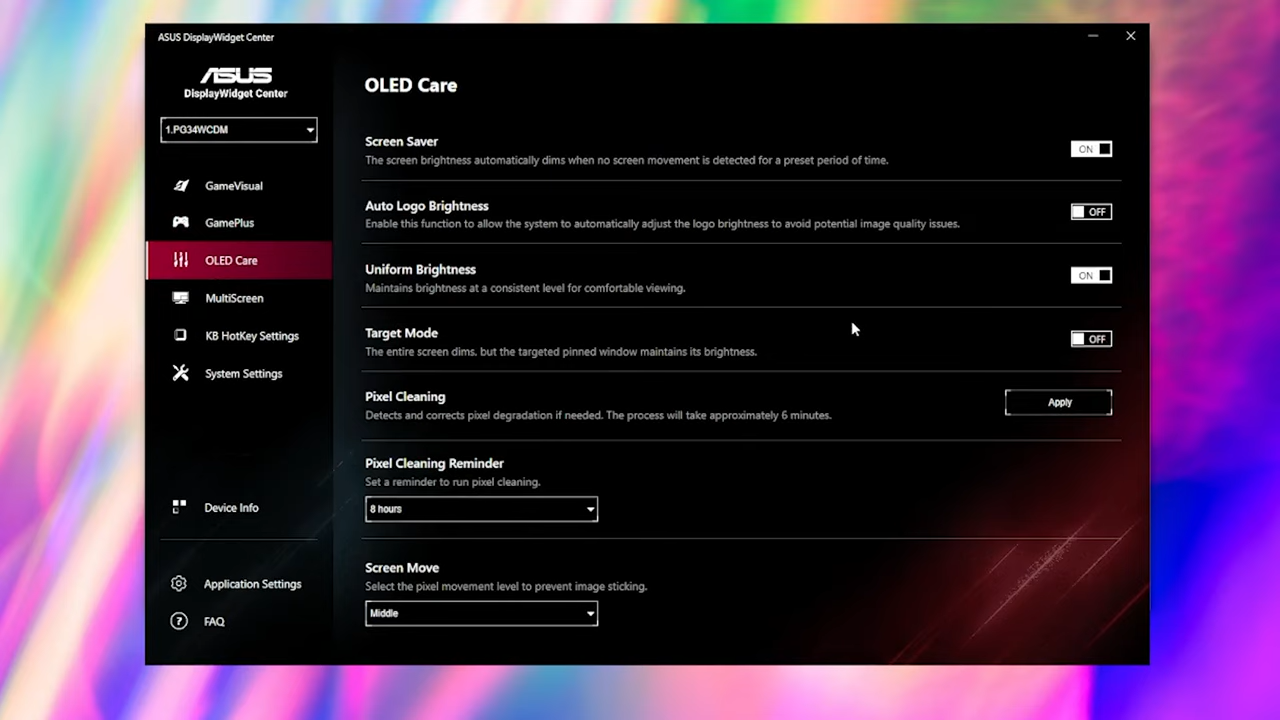 ASUS DisplayWidget Center
ASUS
DisplayWidget Center
1.PG34WCDM
GameVisual
GamePlus
OLED Care
MultiScreen
KB HotKey Settings
System Settings
Device Info
Application Settings
? FAQ
OLED Care
Screen Saver
ON
The screen brightness automatically dims when no screen movement is detected for a preset period of time.
Auto Logo Brightness
OFF
Enable this function to allow the system to automatically adjust the logo brightness to avoid potential image quality issues.
Uniform Brightness
ON
Maintains brightness at a consistent level for comfortable viewing.
Target Mode
OFF
The entire screen dims, but the targeted pinned window maintains its brightness.
Pixel Cleaning
Apply
Detects and corrects pixel degradation if needed. The process will take approximately 6 minutes.
Pixel Cleaning Reminder
Set a reminder to run pixel cleaning.
8 hours
Screen Move
Select the pixel movement level to prevent image sticking.
Middle